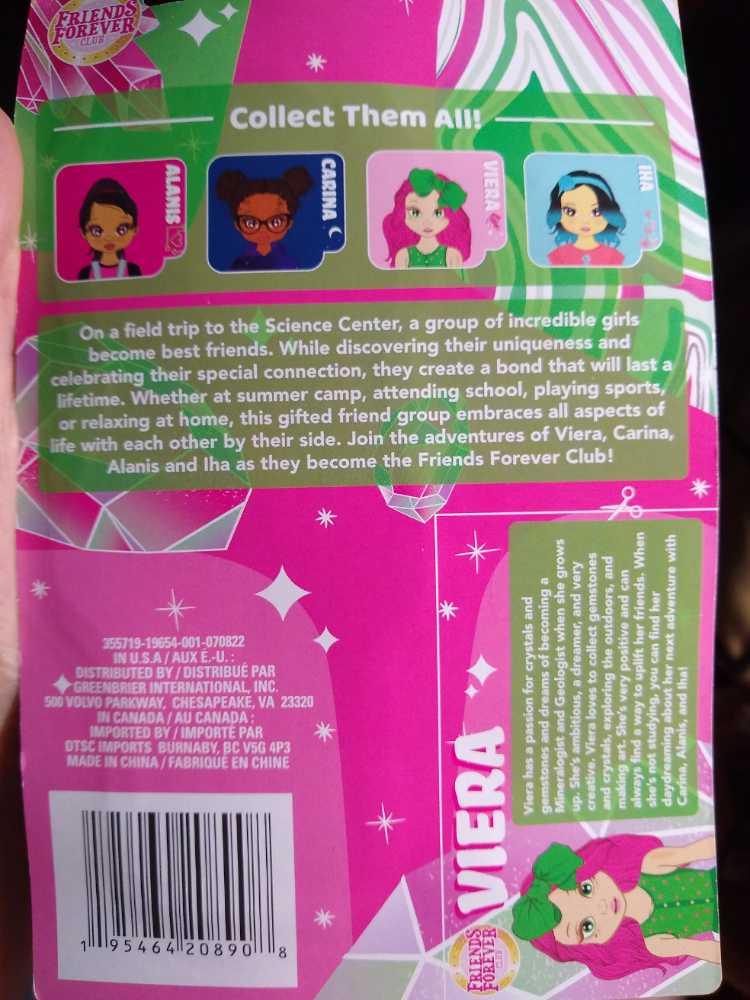 FRIENDS
FOREVER
CLUB
Collect Them All!
ALANIS
CARINA
VIERA
IHA
On a field trip to the Science Center, a group of incredible girls
become best friends. While discovering their uniqueness and
celebrating their special connection, they create a bond that will last a
lifetime. Whether at summer camp, attending school, playing sports,
or relaxing at home, this gifted friend group embraces all aspects of
life with each other by their side. Join the adventures of Viera, Carina,
Alanis and Iha as they become the Friends Forever Club!
355719-19654-001-070822
IN U.S.A / AUX É.-U. :
DISTRIBUTED BY / DISTRIBUÉ PAR
GREENBRIER INTERNATIONAL, INC.
500 VOLVO PARKWAY, CHESAPEAKE, VA 23320
IN CANADA / AU CANADA :
IMPORTED BY / IMPORTÉ PAR
DTSC IMPORTS BURNABY, BC V5G 4P3
MADE IN CHINA / FABRIQUÉ EN CHINE
1 95464 20890 8
VIERA
Viera has a passion for crystals and
gemstones and dreams of becoming a
Mineralogist and Geologist when she grows
up. She's ambitious, a dreamer, and very
creative. Viera loves to collect gemstones
and crystals, exploring the outdoors, and
making art. She's very positive and can
always find a way to uplift her friends. When
she's not studying, you can find her
daydreaming about her next adventure with
Carina, Alanis, and Iha!
FRIENDS
FOREVER
CLUB